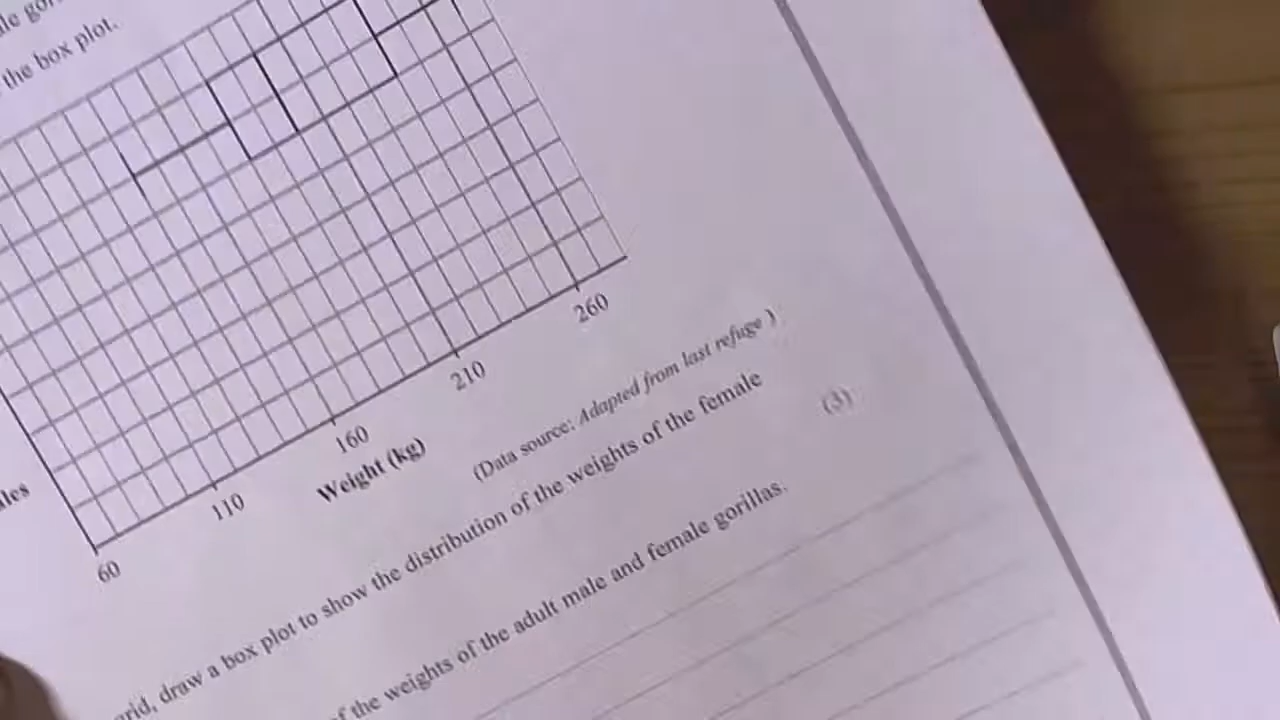 the box plot.
60 110 160 210 260
Weight (kg)
(Data source: Adapted from last refuge )
draw a box plot to show the distribution of the weights of the female
(3)
of the weights of the adult male and female gorillas.